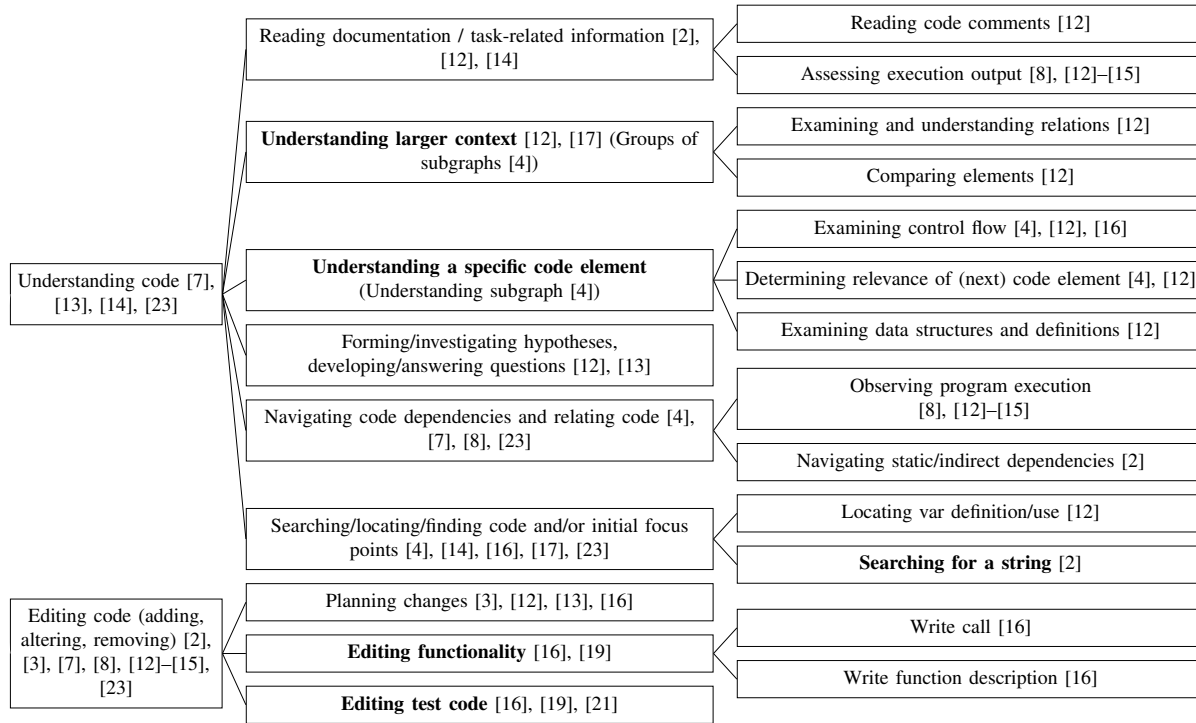 Understanding code [7],
[13], [14], [23]
Reading documentation / task-related information [2],
[12], [14]
Reading code comments [12]
Assessing execution output [8], [12]–[15]
Understanding larger context [12], [17] (Groups of
subgraphs [4])
Examining and understanding relations [12]
Comparing elements [12]
Understanding a specific code element
(Understanding subgraph [4])
Examining control flow [4], [12], [16]
Determining relevance of (next) code element [4], [12]
Examining data structures and definitions [12]
Forming/investigating hypotheses,
developing/answering questions [12], [13]
Navigating code dependencies and relating code [4],
[7], [8], [23]
Observing program execution
[8], [12]–[15]
Navigating static/indirect dependencies [2]
Searching/locating/finding code and/or initial focus
points [4], [14], [16], [17], [23]
Locating var definition/use [12]
Searching for a string [2]
Editing code (adding,
altering, removing) [2],
[3], [7], [8], [12]–[15],
[23]
Planning changes [3], [12], [13], [16]
Editing functionality [16], [19]
Write call [16]
Write function description [16]
Editing test code [16], [19], [21]